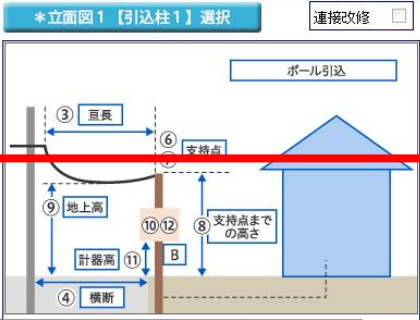 *立面図1【引込柱1】選択
連接改修
ポール引込
③ 亘長
⑥ 支持点
⑨ 地上高
⑩⑫
⑧ 支持点まで
の高さ
計器高 ⑪
B
④ 横断